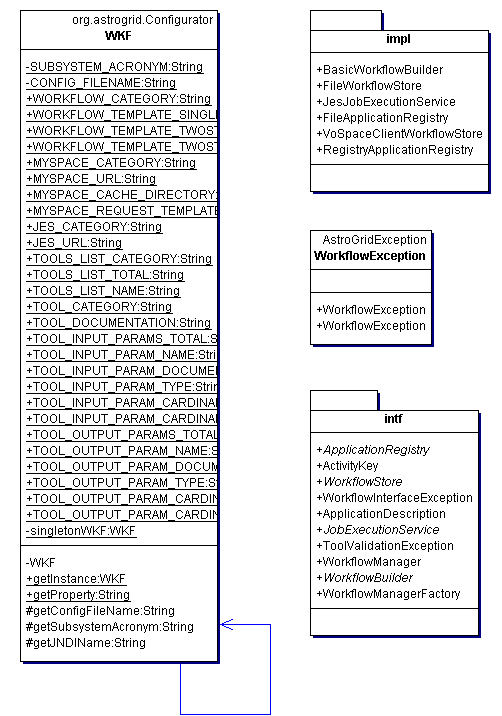 org.astrogrid.Configurator
WKF
-SUBSYSTEM_ACRONYM:String
-CONFIG_FILENAME:String
+WORKFLOW_CATEGORY:String
+WORKFLOW_TEMPLATE_SINGL
+WORKFLOW_TEMPLATE_TWOST
+WORKFLOW_TEMPLATE_TWOST
+MYSPACE_CATEGORY:String
+MYSPACE_URL:String
+MYSPACE_CACHE_DIRECTORY:
+MYSPACE_REQUEST_TEMPLATE
+JES_CATEGORY:String
+JES_URL:String
+TOOLS_LIST_CATEGORY:String
+TOOLS_LIST_TOTAL:String
+TOOLS_LIST_NAME:String
+TOOL_CATEGORY:String
+TOOL_DOCUMENTATION:String
+TOOL_INPUT_PARAMS_TOTAL:S
+TOOL_INPUT_PARAM_NAME:Stri
+TOOL_INPUT_PARAM_DOCUME
+TOOL_INPUT_PARAM_TYPE:Strin
+TOOL_INPUT_PARAM_CARDINAL
+TOOL_INPUT_PARAM_CARDINAL
+TOOL_OUTPUT_PARAMS_TOTAL
+TOOL_OUTPUT_PARAM_NAME:S
+TOOL_OUTPUT_PARAM_DOCUM
+TOOL_OUTPUT_PARAM_TYPE:St
+TOOL_OUTPUT_PARAM_CARDIN
+TOOL_OUTPUT_PARAM_CARDIN
-singletonWKF:WKF
-WKF
+getInstance:WKF
+getProperty:String
#getConfigFileName:String
#getSubsystemAcronym:String
#getJNDIName:String
impl
+BasicWorkflowBuilder
+FileWorkflowStore
+JesJobExecutionService
+FileApplicationRegistry
+VoSpaceClientWorkflowStore
+RegistryApplicationRegistry
AstroGridException
WorkflowException
+WorkflowException
+WorkflowException
intf
+ApplicationRegistry
+ActivityKey
+WorkflowStore
+WorkflowInterfaceException
+ApplicationDescription
+JobExecutionService
+ToolValidationException
+WorkflowManager
+WorkflowBuilder
+WorkflowManagerFactory